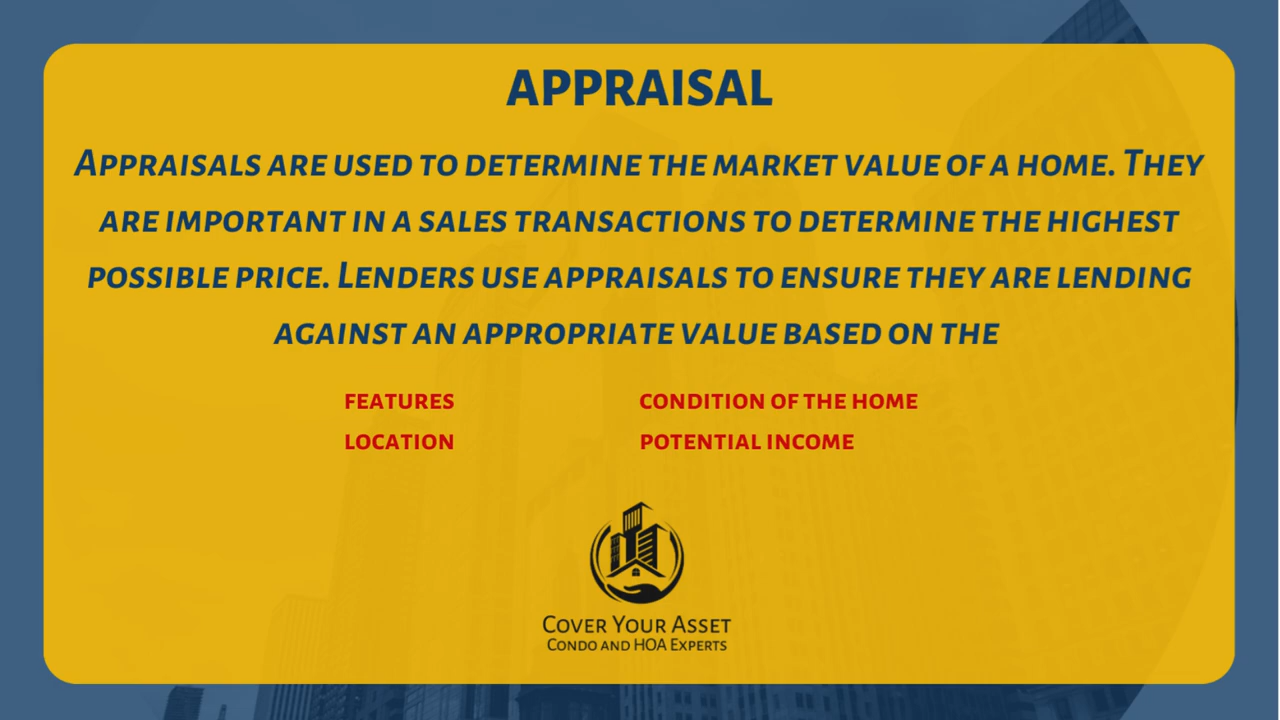 APPRAISAL
APPRAISALS ARE USED TO DETERMINE THE MARKET VALUE OF A HOME. THEY
ARE IMPORTANT IN A SALES TRANSACTIONS TO DETERMINE THE HIGHEST
POSSIBLE PRICE. LENDERS USE APPRAISALS TO ENSURE THEY ARE LENDING
AGAINST AN APPROPRIATE VALUE BASED ON THE
FEATURES CONDITION OF THE HOME
LOCATION POTENTIAL INCOME
COVER YOUR ASSET
CONDO AND HOA EXPERTS